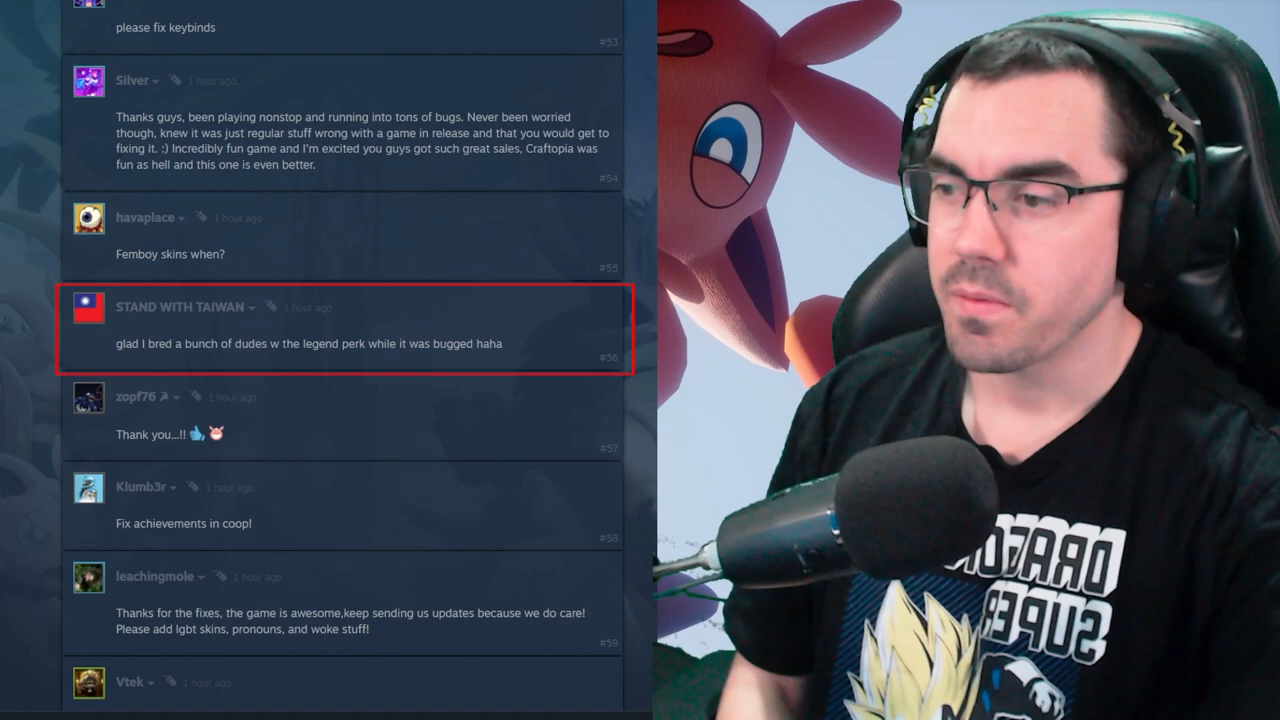 please fix keybinds
#53
Silver
1 hour ago
Thanks guys, been playing nonstop and running into tons of bugs. Never been worried
though, knew it was just regular stuff wrong with a game in release and that you would get to
fixing it. :) Incredibly fun game and I'm excited you guys got such great sales, Craftopia was
fun as hell and this one is even better.
#54
havaplace
1 hour ago
Femboy skins when?
#55
STAND WITH TAIWAN
1 hour ago
glad I bred a bunch of dudes w the legend perk while it was bugged haha
#56
zopf76
1 hour ago
Thank you...!!
#57
Klumb3r
1 hour ago
Fix achievements in coop!
#58
leachingmole
1 hour ago
Thanks for the fixes, the game is awesome,keep sending us updates because we do care!
Please add lgbt skins, pronouns, and woke stuff!
#59
Vtek
1 hour ago
DRAGON
SUPER